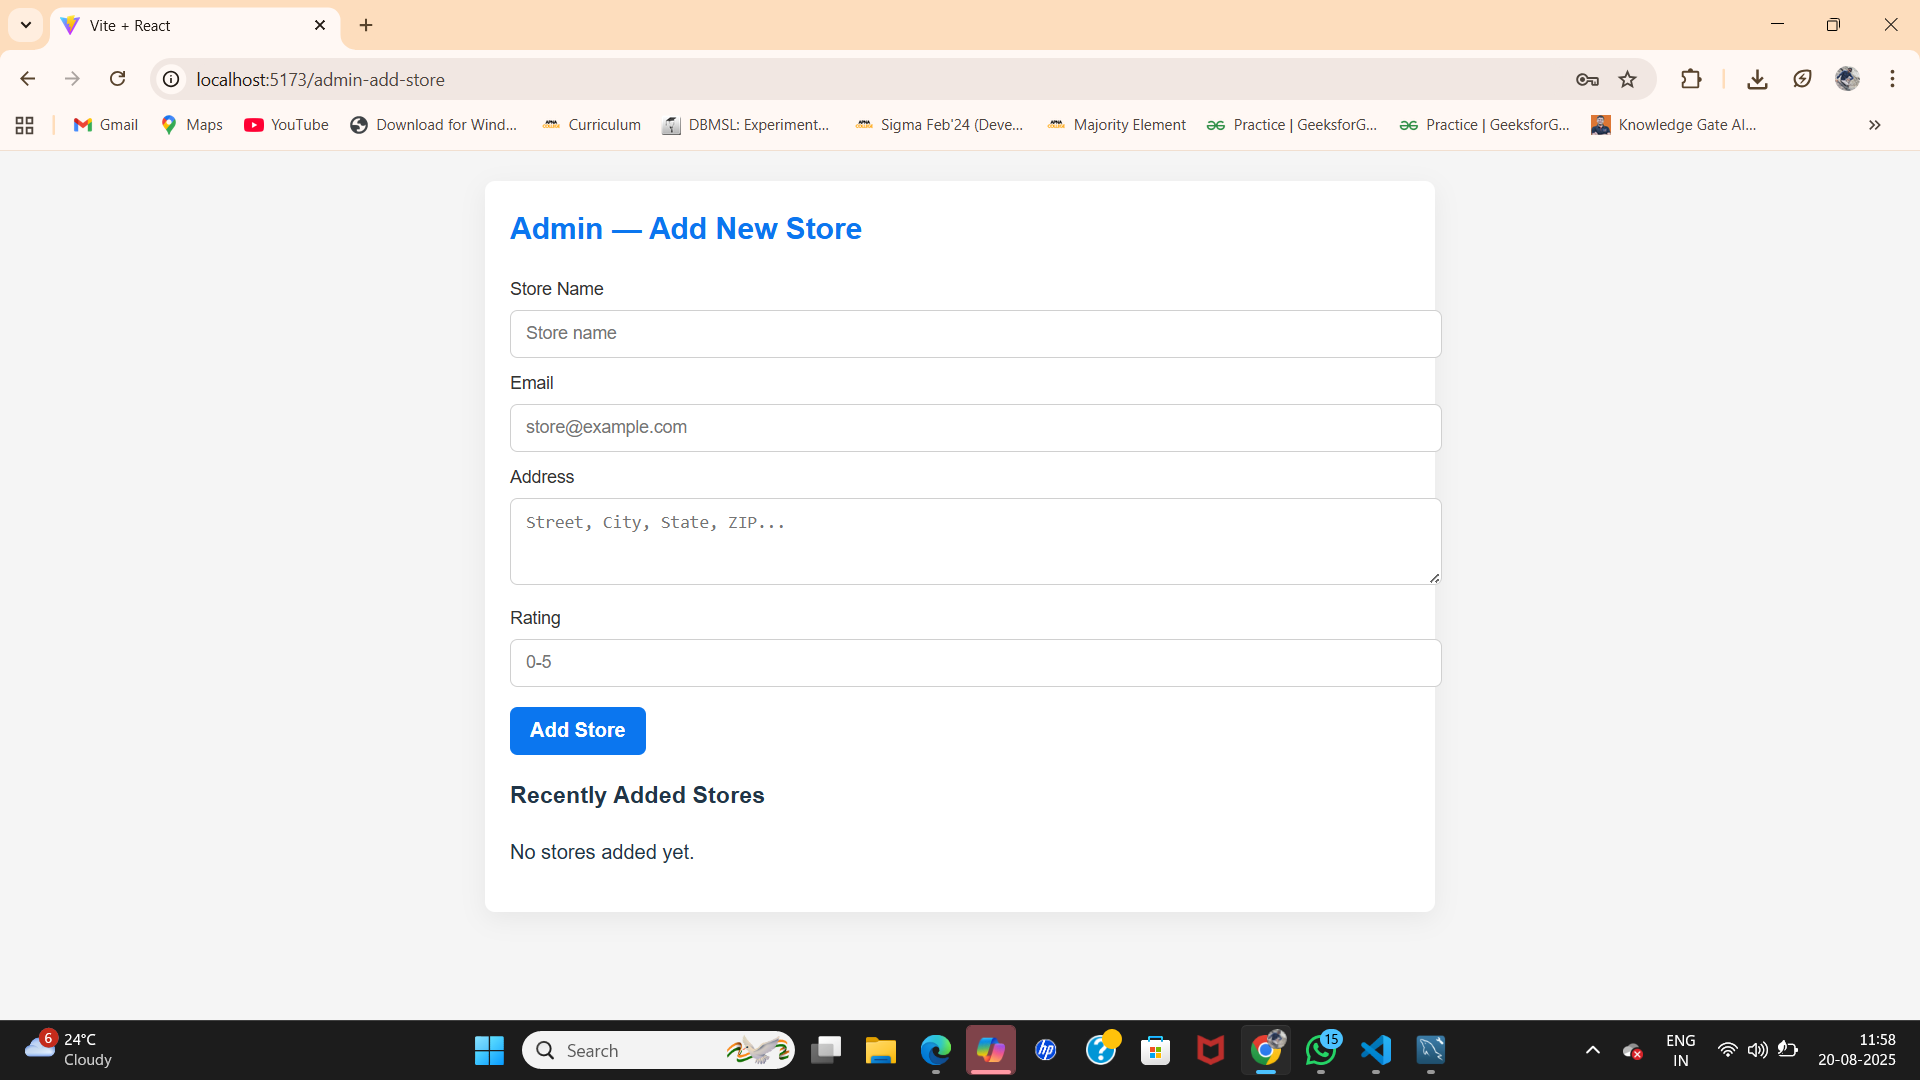 Vite + React
localhost:5173/admin-add-store
Gmail
Maps
YouTube
Download for Wind...
Curriculum
DBMSL: Experiment...
Sigma Feb'24 (Deve...
Majority Element
Practice | GeeksforG...
Practice | GeeksforG...
Knowledge Gate AI...
Admin — Add New Store
Store Name
Store name
Email
store@example.com
Address
Street, City, State, ZIP...
Rating
0-5
Add Store
Recently Added Stores
No stores added yet.
6
24°C
Cloudy
Search
hp
15
ENG
IN
11:58
20-08-2025